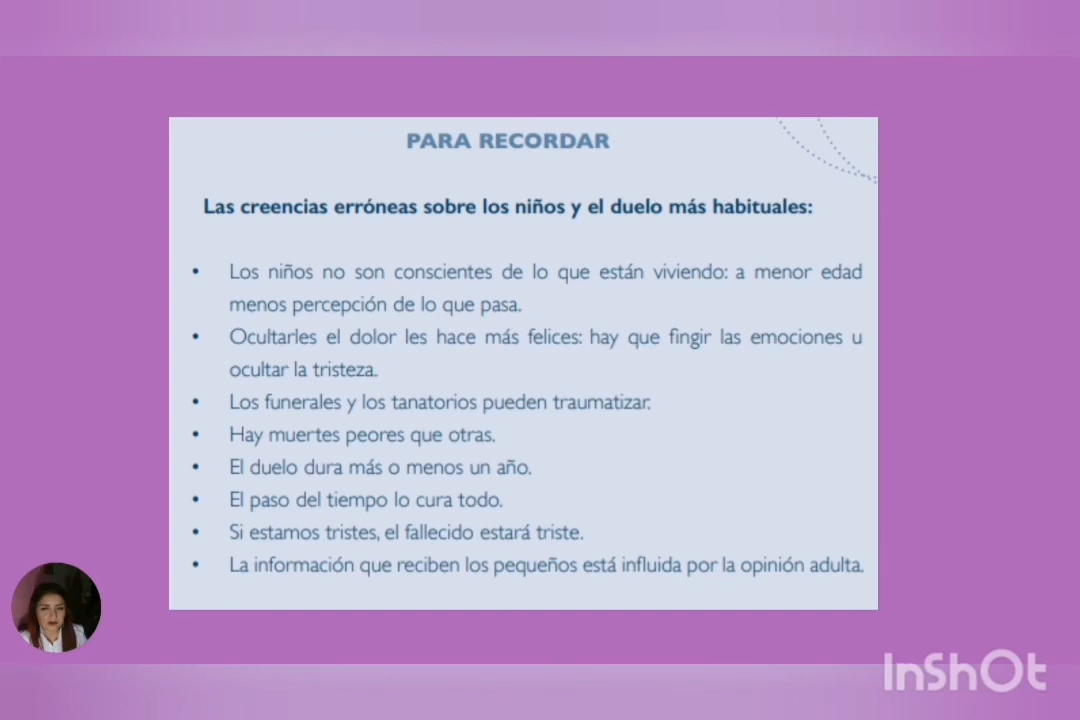 PARA RECORDAR
Las creencias erróneas sobre los niños y el duelo más habituales:
• Los niños no son conscientes de lo que están viviendo: a menor edad
menos percepción de lo que pasa.
• Ocultarles el dolor les hace más felices: hay que fingir las emociones u
ocultar la tristeza.
• Los funerales y los tanatorios pueden traumatizar.
• Hay muertes peores que otras.
• El duelo dura más o menos un año.
• El paso del tiempo lo cura todo.
• Si estamos tristes, el fallecido estará triste.
• La información que reciben los pequeños está influida por la opinión adulta.
InShOt